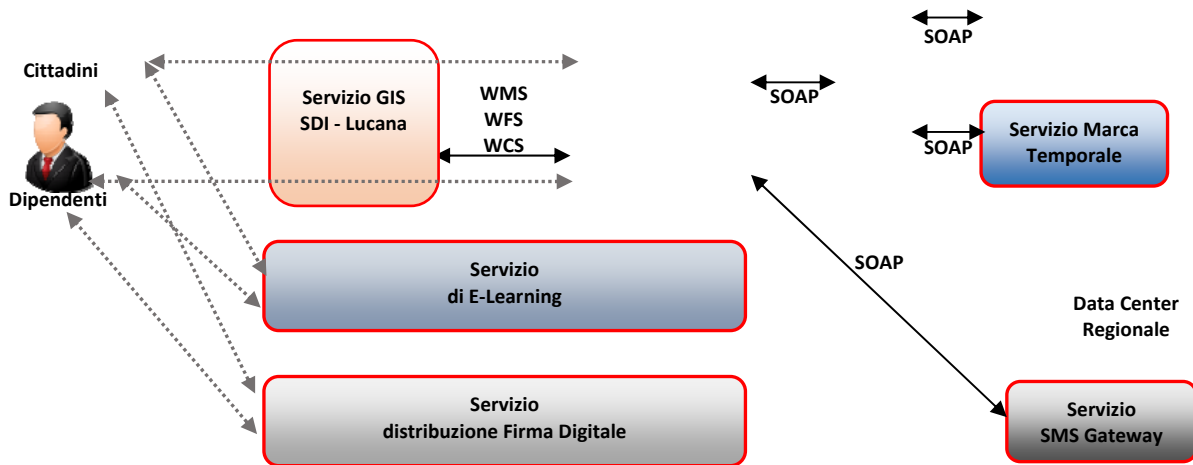 SOAP
Cittadini
Servizio GIS
SDI - Lucana
WMS
WFS
WCS
SOAP
SOAP
Servizio Marca
Temporale
Dipendenti
Servizio
di E-Learning
SOAP
Data Center
Regionale
Servizio
distribuzione Firma Digitale
Servizio
SMS Gateway